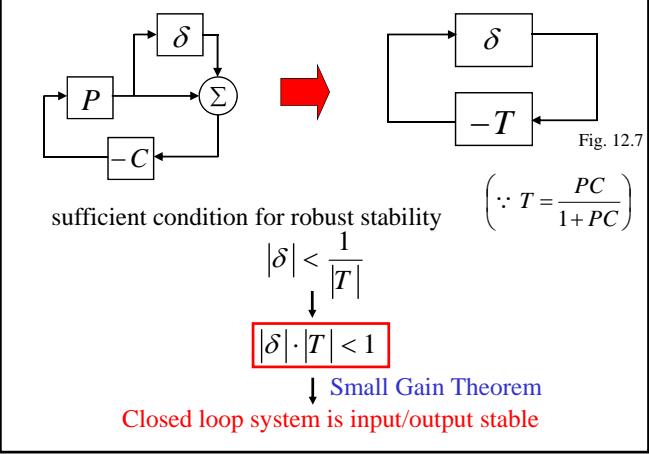 δ
P
Σ
−C
δ
−T
Fig. 12.7
(∵ T = PC / (1 + PC))
sufficient condition for robust stability
|δ| < 1 / |T|
|δ|·|T| < 1
Small Gain Theorem
Closed loop system is input/output stable